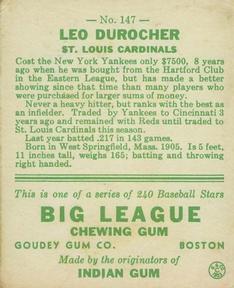 — No. 147 —
LEO DUROCHER
ST. LOUIS CARDINALS
Cost the New York Yankees only $7500, 8 years
ago when he was bought from the Hartford Club
in the Eastern League, but has made a better
showing since that time than many players who
were purchased for larger sums of money.
Never a heavy hitter, but ranks with the best as
an infielder. Traded by Yankees to Cincinnati 3
years ago and remained with Reds until traded to
St. Louis Cardinals this season.
Last year batted .217 in 143 games.
Born in West Springfield, Mass. 1905. Is 5 feet,
11 inches tall, weighs 165; batting and throwing
right handed.
This is one of a series of 240 Baseball Stars
BIG LEAGUE
CHEWING GUM
GOUDEY GUM CO. BOSTON
Made by the originators of
INDIAN GUM